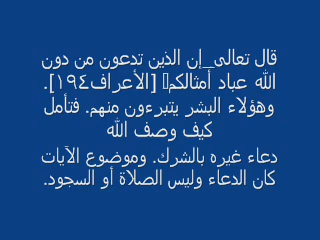 قال تعالى_إن الذين تدعون من دون
الله عباد أمثالكم [الأعراف١٩٤].
وهؤلاء البشر يتبرءون منهم. فتأمل
كيف وصف الله
دعاء غيره بالشرك. وموضوع الآيات
كان الدعاء وليس الصلاة أو السجود.